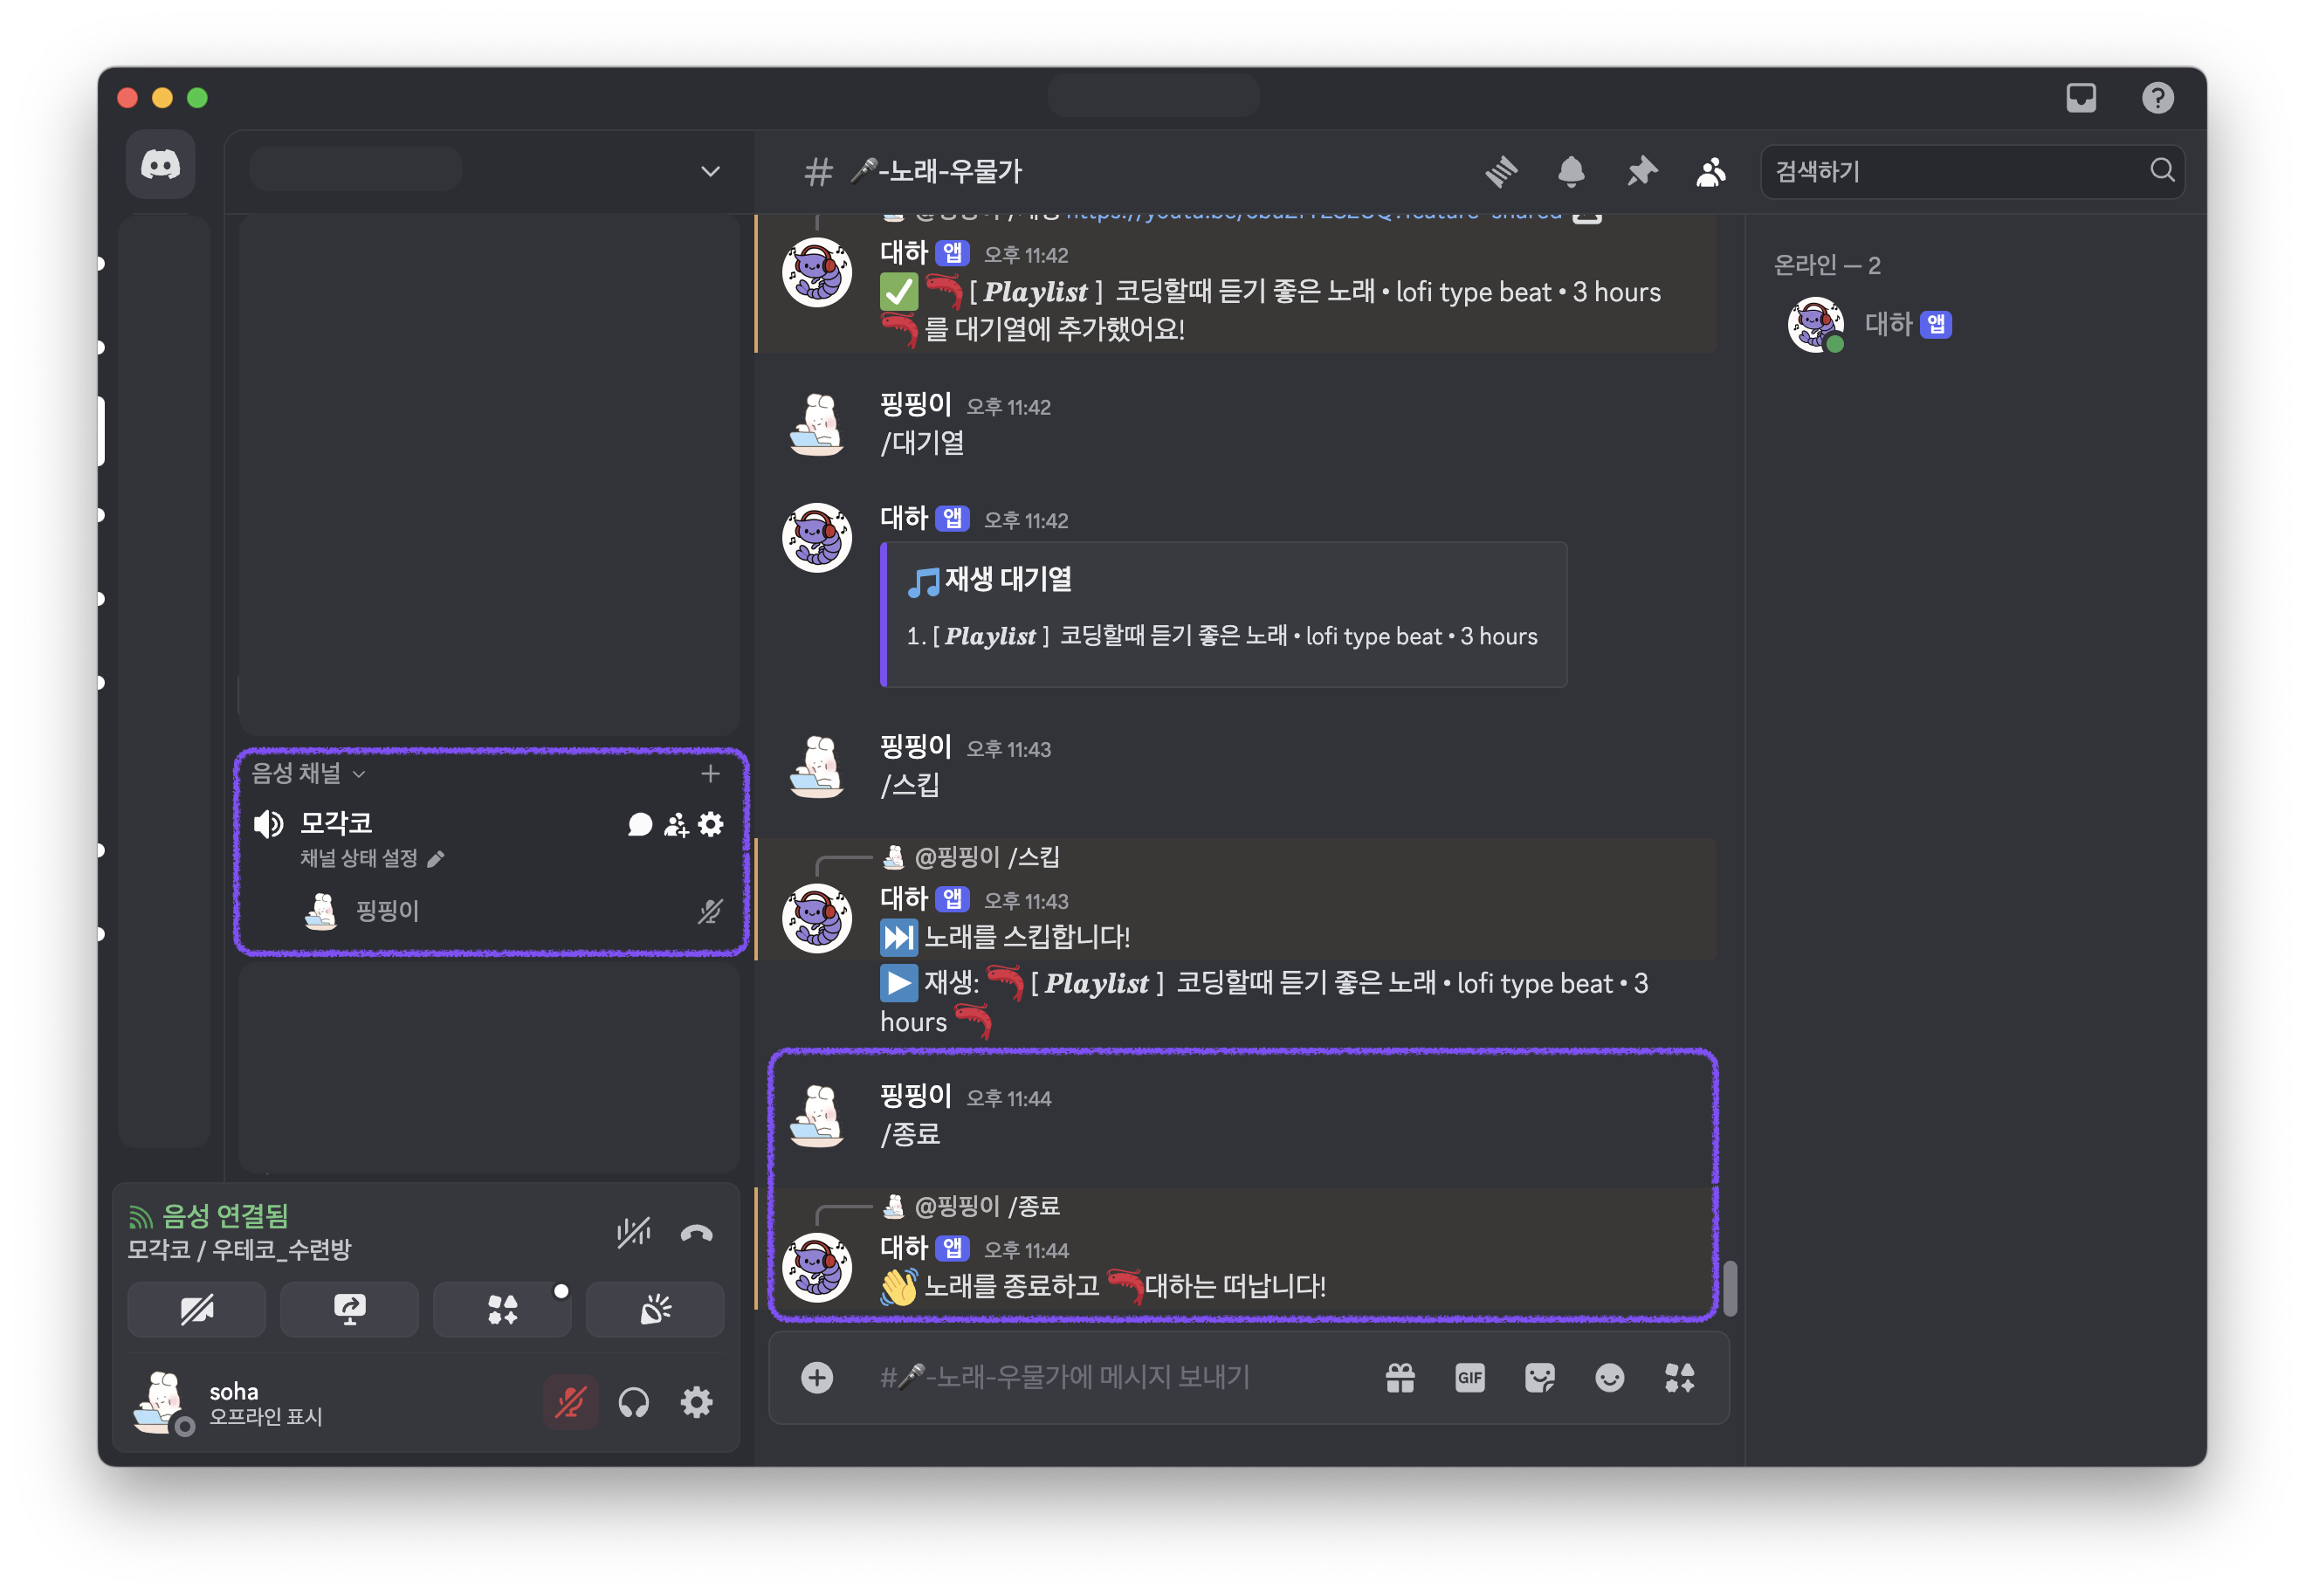 🎤-노래-우물가
검색하기
음성 채널
모각코
채널 상태 설정
핑핑이
음성 연결됨
모각코 / 우테코_수련방
soha
오프라인 표시
대하 앱 오후 11:42
✅🦐[ 𝑷𝒍𝒂𝒚𝒍𝒊𝒔𝒕 ] 코딩할때 듣기 좋은 노래 • lofi type beat • 3 hours
🦐를 대기열에 추가했어요!
핑핑이 오후 11:42
/대기열
대하 앱 오후 11:42
🎵재생 대기열
1. [ 𝑷𝒍𝒂𝒚𝒍𝒊𝒔𝒕 ] 코딩할때 듣기 좋은 노래 • lofi type beat • 3 hours
핑핑이 오후 11:43
/스킵
@핑핑이 /스킵
대하 앱 오후 11:43
⏭️ 노래를 스킵합니다!
▶️ 재생: 🦐[ 𝑷𝒍𝒂𝒚𝒍𝒊𝒔𝒕 ] 코딩할때 듣기 좋은 노래 • lofi type beat • 3
hours 🦐
핑핑이 오후 11:44
/종료
@핑핑이 /종료
대하 앱 오후 11:44
👋 노래를 종료하고 🦐대하는 떠납니다!
#🎤-노래-우물가에 메시지 보내기
GIF
온라인 — 2
대하 앱